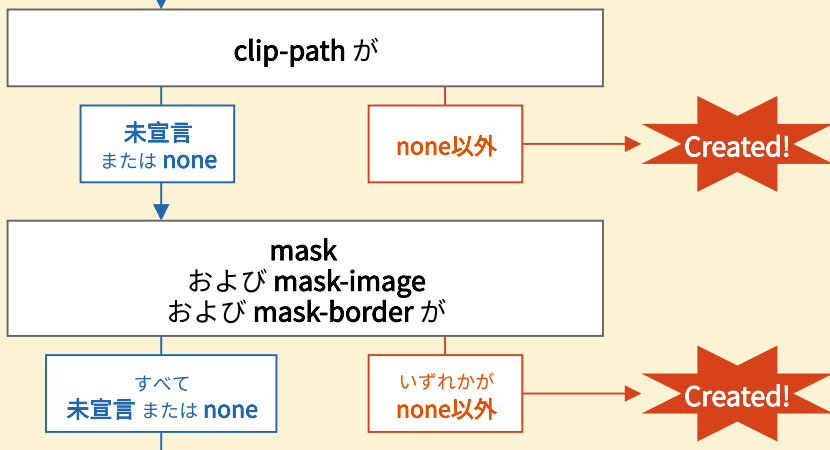 clip-path が
未宣言
または none
none以外
Created!
mask
および mask-image
および mask-border が
すべて
未宣言 または none
いずれかが
none以外
Created!